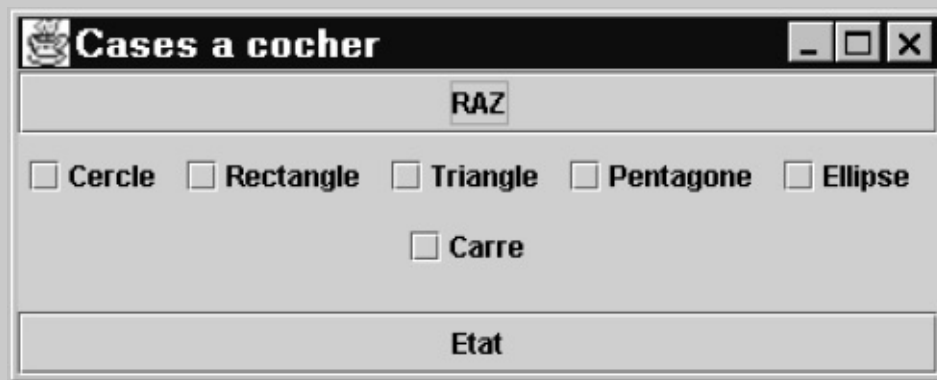 Cases a cocher
RAZ
Cercle Rectangle Triangle Pentagone Ellipse
Carre
Etat